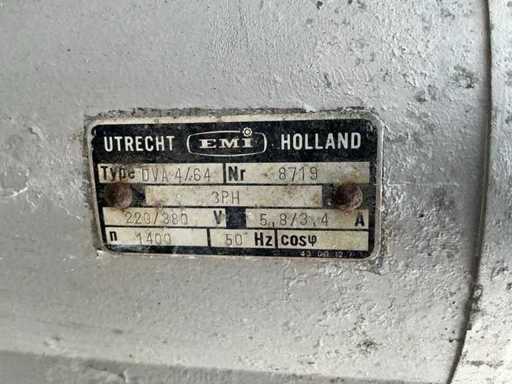 UTRECHT EMI HOLLAND
Type DVA 4/64 Nr 8719
3PH
220/380 V 5,8/3,4 A
n 1400 50 Hz cosφ